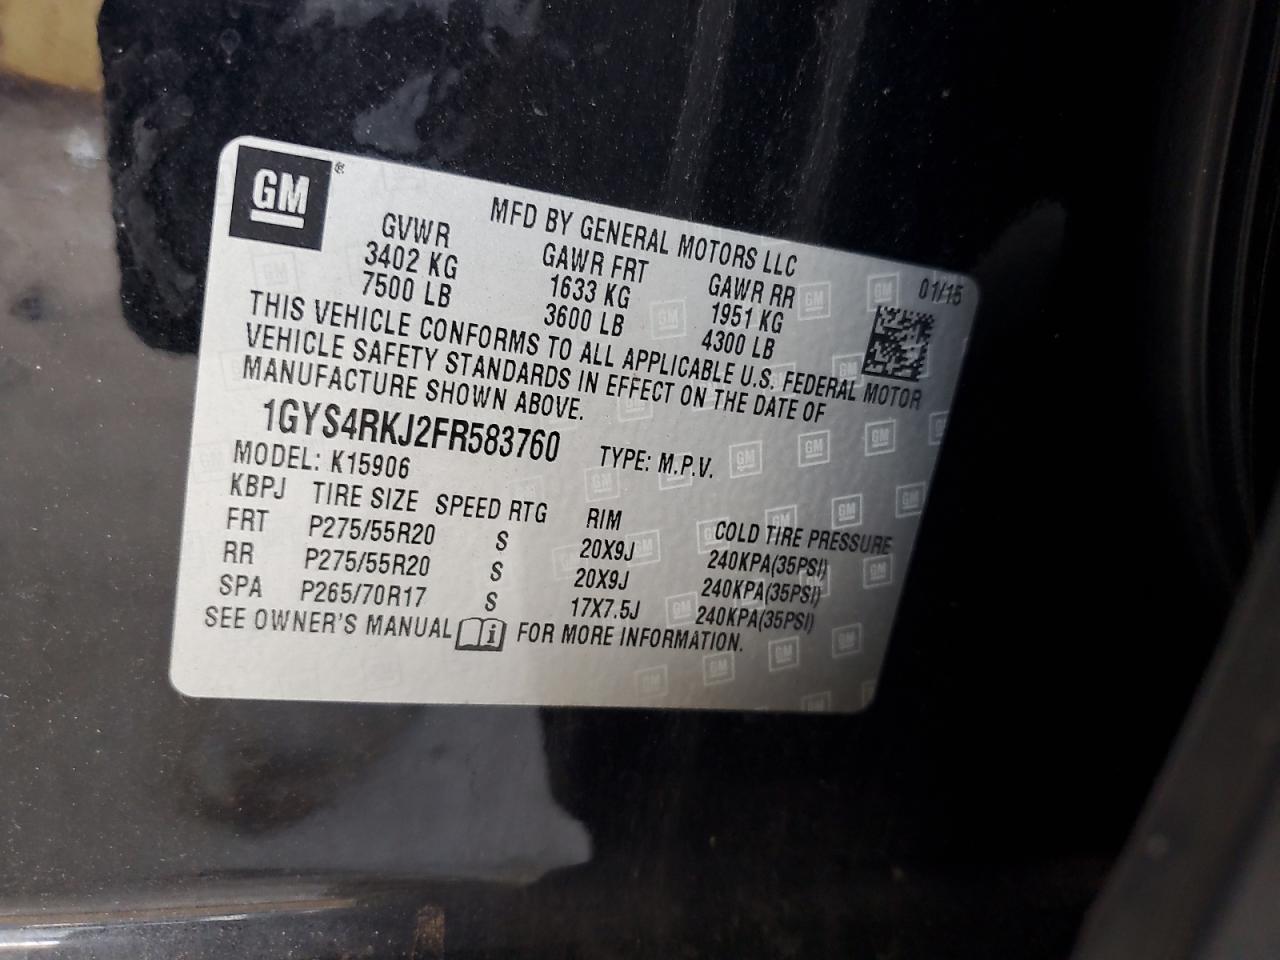 GM ®
MFD BY GENERAL MOTORS LLC
01/15
GVWR GAWR FRT GAWR RR
3402 KG 1633 KG 1951 KG
7500 LB 3600 LB 4300 LB
THIS VEHICLE CONFORMS TO ALL APPLICABLE U.S. FEDERAL MOTOR
VEHICLE SAFETY STANDARDS IN EFFECT ON THE DATE OF
MANUFACTURE SHOWN ABOVE.
1GYS4RKJ2FR583760 TYPE: M.P.V.
MODEL: K15906
KBPJ TIRE SIZE SPEED RTG RIM COLD TIRE PRESSURE
FRT P275/55R20 S 20X9J 240KPA(35PSI)
RR P275/55R20 S 20X9J 240KPA(35PSI)
SPA P265/70R17 S 17X7.5J 240KPA(35PSI)
SEE OWNER'S MANUAL i FOR MORE INFORMATION.